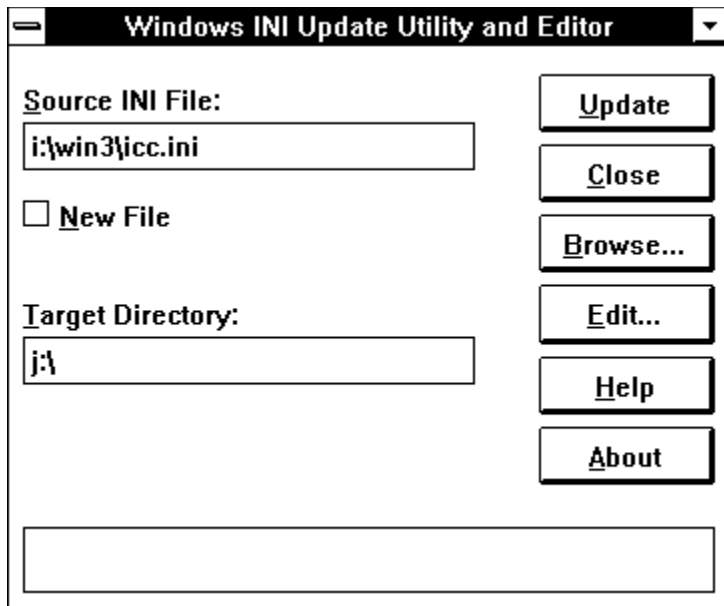 Windows INI Update Utility and Editor
Source INI File:
i:\win3\icc.ini
New File
Target Directory:
j:\
Update
Close
Browse...
Edit...
Help
About